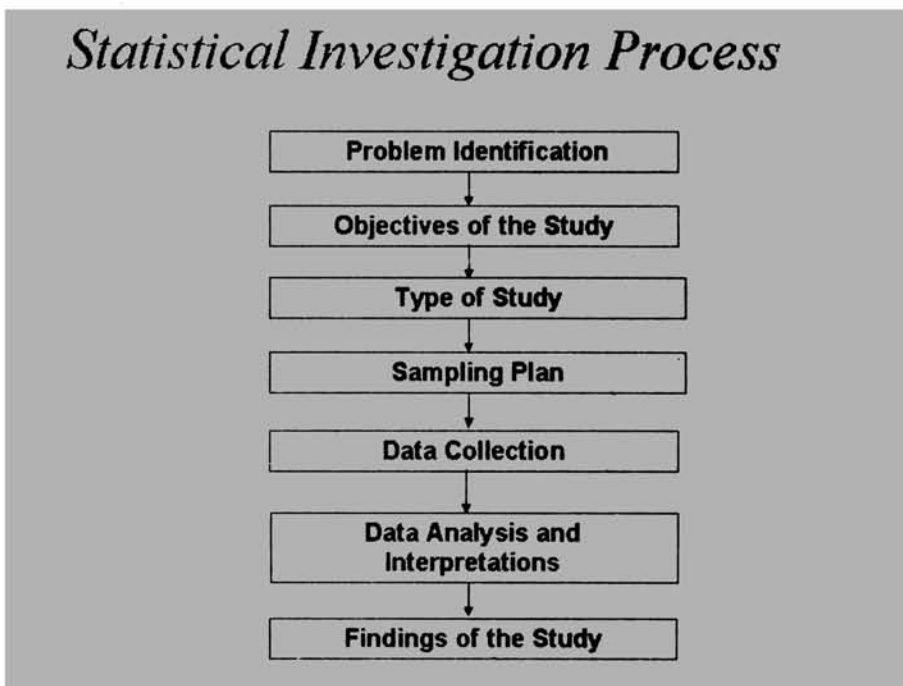 Statistical Investigation Process
Problem Identification
Objectives of the Study
Type of Study
Sampling Plan
Data Collection
Data Analysis and
Interpretations
Findings of the Study